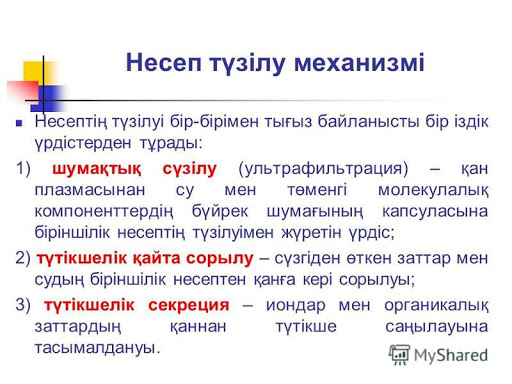 Несеп түзілу механизмі
Несептің түзілуі бір-бірімен тығыз байланысты бір іздік
үрдістерден тұрады:
1) шумақтық сүзілу (ультрафильтрация) – қан
плазмасынан су мен төменгі молекулалық
компоненттердің бүйрек шумағының капсуласына
біріншілік несептің түзілуімен жүретін үрдіс;
2) түтікшелік қайта сорылу – сүзгіден өткен заттар мен
судың біріншілік несептен қанға кері сорылуы;
3) түтікшелік секреция – иондар мен органикалық
заттардың қаннан түтікше саңылауына
тасымалдануы.
MyShared